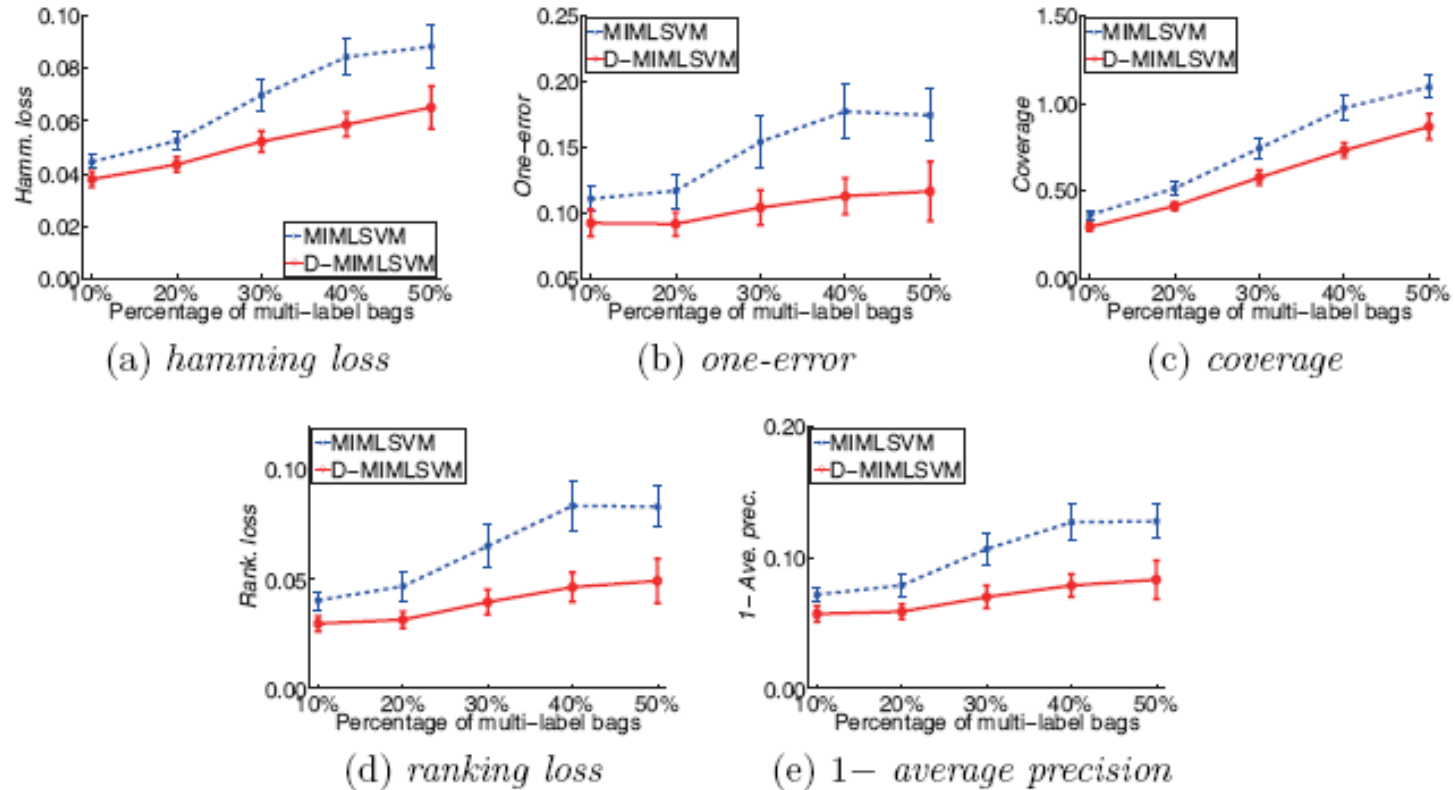 0.10
MIMLSVM
D-MIMLSVM
0.08
0.06
0.04
0.02
0.00
Hamm. loss
10% 20% 30% 40% 50%
Percentage of multi-label bags
(a) hamming loss
0.25
MIMLSVM
D-MIMLSVM
0.20
0.15
0.10
0.05
One-error
10% 20% 30% 40% 50%
Percentage of multi-label bags
(b) one-error
1.50
MIMLSVM
D-MIMLSVM
1.00
0.50
0.00
Coverage
10% 20% 30% 40% 50%
Percentage of multi-label bags
(c) coverage
MIMLSVM
D-MIMLSVM
0.10
0.05
0.00
Rank. loss
10% 20% 30% 40% 50%
Percentage of multi-label bags
(d) ranking loss
0.20
MIMLSVM
D-MIMLSVM
0.10
0.00
1- Ave. prec.
10% 20% 30% 40% 50%
Percentage of multi-label bags
(e) 1− average precision